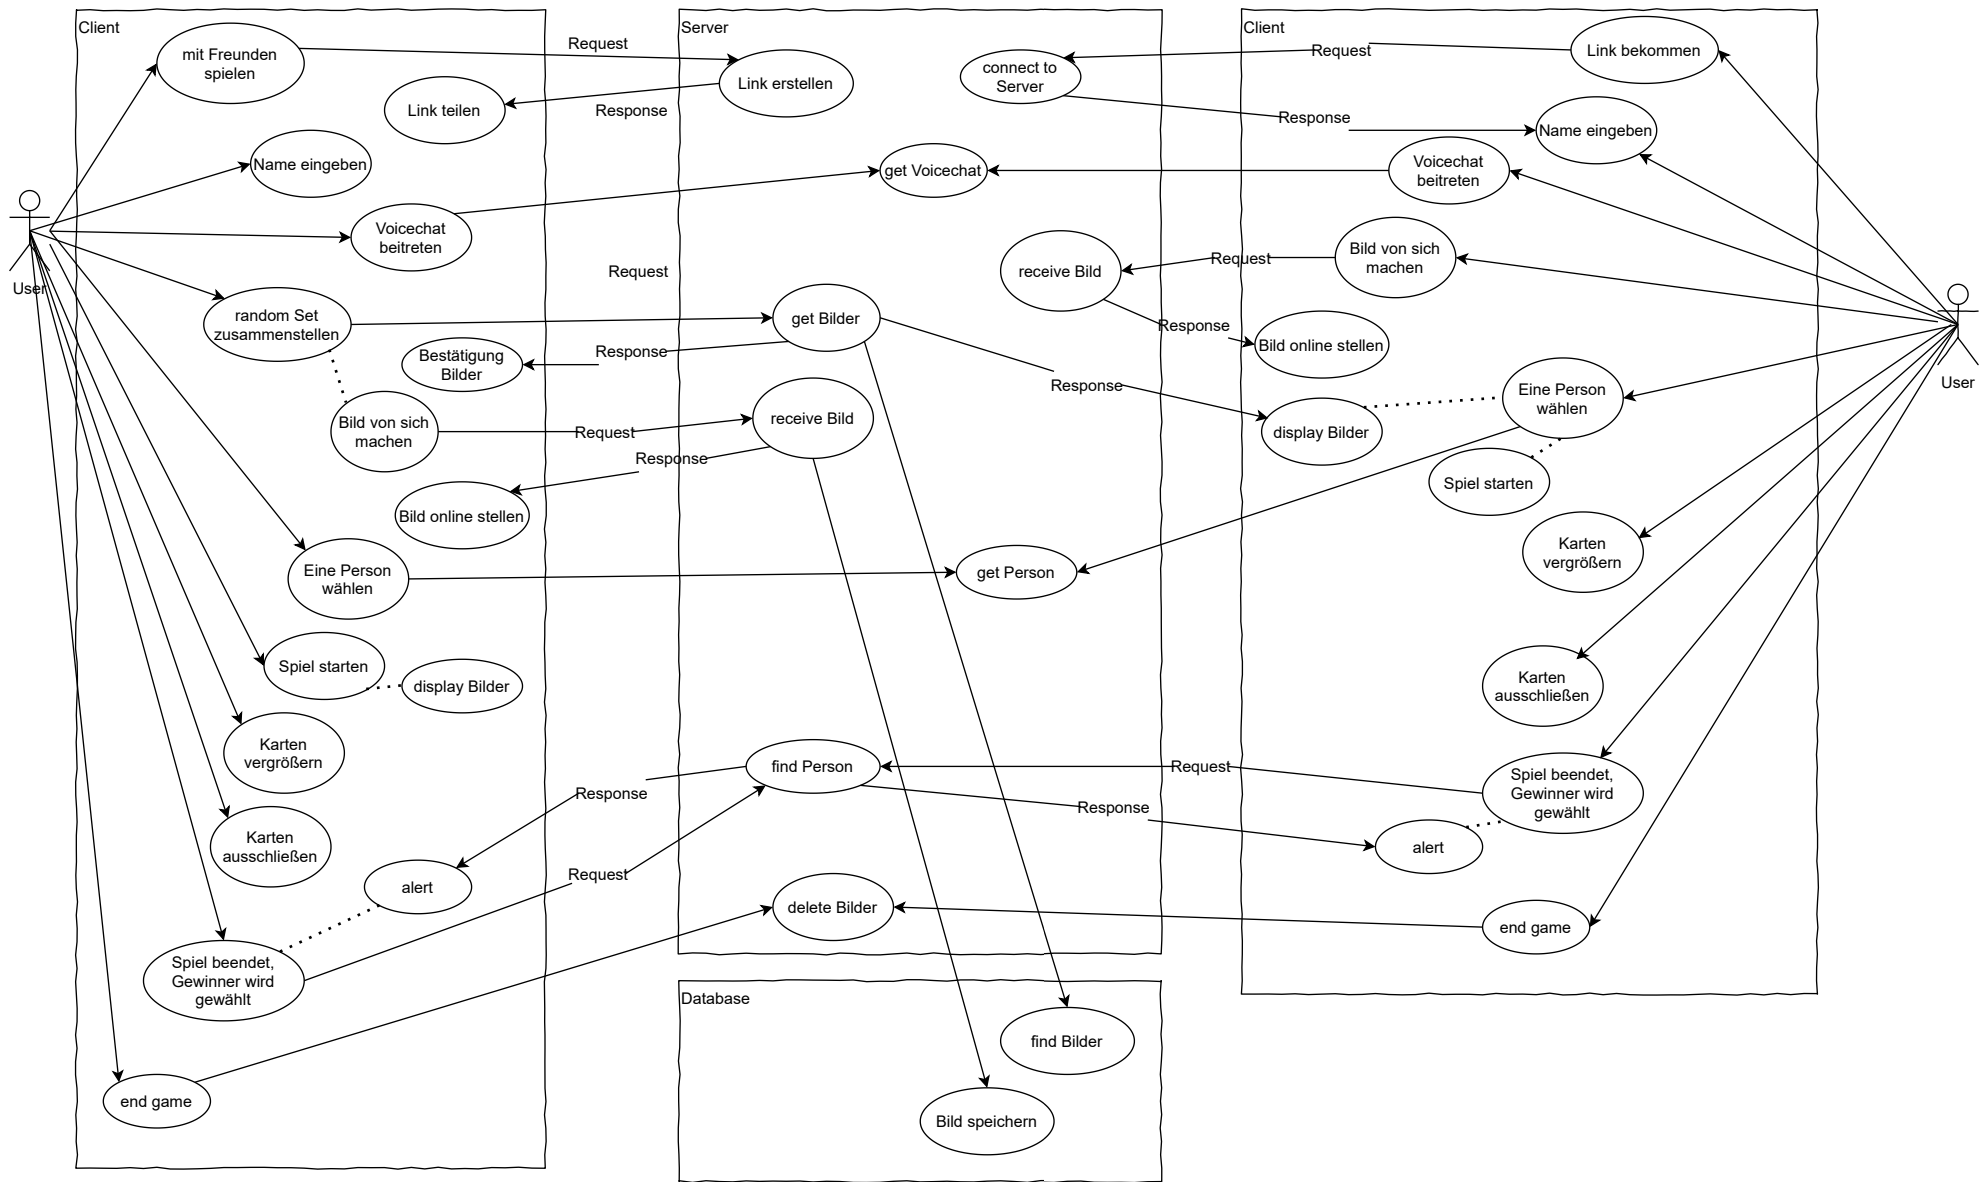 Client
mit Freunden
spielen
Link teilen
Name eingeben
Voicechat
beitreten
User
random Set
zusammenstellen
Bestätigung
Bilder
Bild von sich
machen
Bild online stellen
Eine Person
wählen
Spiel starten
display Bilder
Karten
vergrößern
Karten
ausschließen
alert
Spiel beendet,
Gewinner wird
gewählt
end game
Request
Response
Request
Response
Request
Response
Response
Request
Server
Link erstellen
connect to
Server
get Voicechat
receive Bild
get Bilder
receive Bild
get Person
find Person
delete Bilder
Database
find Bilder
Bild speichern
Request
Response
Request
Response
Response
Request
Response
Client
Link bekommen
Name eingeben
Voicechat
beitreten
Bild von sich
machen
Bild online stellen
Eine Person
wählen
display Bilder
Spiel starten
Karten
vergrößern
Karten
ausschließen
Spiel beendet,
Gewinner wird
gewählt
alert
end game
User